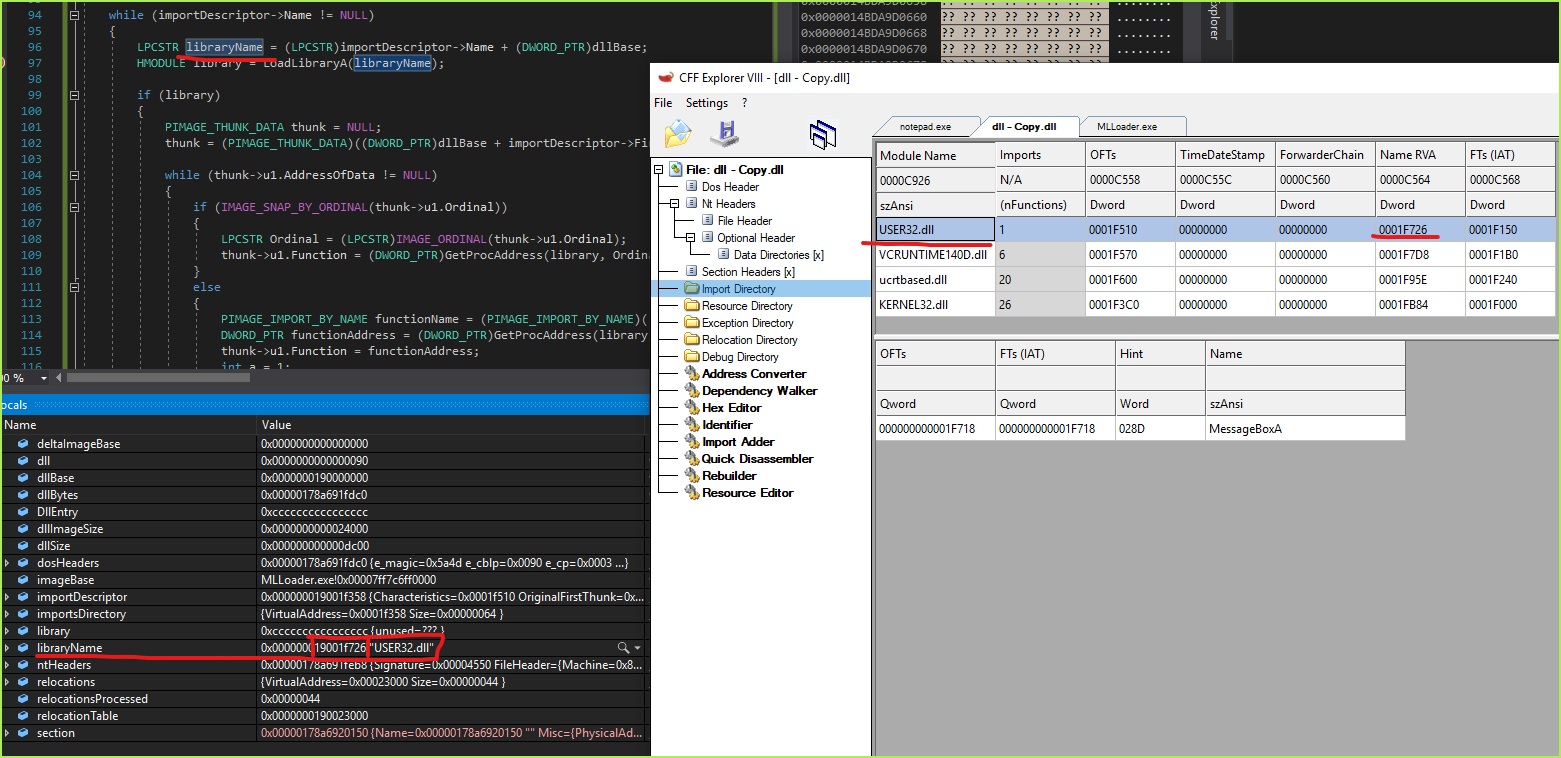 94 while (importDescriptor->Name != NULL)
95 {
96 LPCSTR libraryName = (LPCSTR)importDescriptor->Name + (DWORD_PTR)dllBase;
97 HMODULE library = LoadLibraryA(libraryName);
98
99 if (library)
100 {
101 PIMAGE_THUNK_DATA thunk = NULL;
102 thunk = (PIMAGE_THUNK_DATA)((DWORD_PTR)dllBase + importDescriptor->Fi
103
104 while (thunk->u1.AddressOfData != NULL)
105 {
106 if (IMAGE_SNAP_BY_ORDINAL(thunk->u1.Ordinal))
107 {
108 LPCSTR Ordinal = (LPCSTR)IMAGE_ORDINAL(thunk->u1.Ordinal);
109 thunk->u1.Function = (DWORD_PTR)GetProcAddress(library, Ordin
110 }
111 else
112 {
113 PIMAGE_IMPORT_BY_NAME functionName = (PIMAGE_IMPORT_BY_NAME)(
114 DWORD_PTR functionAddress = (DWORD_PTR)GetProcAddress(library
115 thunk->u1.Function = functionAddress;
116 int a = 1;
0x0000014BDA9D0660 ?? ?? ?? ?? ?? ?? ?? ?? ........
0x0000014BDA9D0668 ?? ?? ?? ?? ?? ?? ?? ?? ........
0x0000014BDA9D0670 ?? ?? ?? ?? ?? ?? ?? ?? ........
xplorer
00 %
ocals
Name Value
deltaImageBase 0x0000000000000000
dll 0x0000000000000090
dllBase 0x0000000190000000
dllBytes 0x00000178a691fdc0
DllEntry 0xcccccccccccccccc
dllImageSize 0x0000000000024000
dllSize 0x000000000000dc00
dosHeaders 0x00000178a691fdc0 {e_magic=0x5a4d e_cblp=0x0090 e_cp=0x0003 ...}
imageBase MLLoader.exe!0x00007ff7c6ff0000
importDescriptor 0x000000019001f358 {Characteristics=0x0001f510 OriginalFirstThunk=0x...
importsDirectory {VirtualAddress=0x0001f358 Size=0x00000064 }
library 0xcccccccccccccccc {unused=??? }
libraryName 0x000000019001f726 "USER32.dll"
ntHeaders 0x00000178a691feb8 {Signature=0x00004550 FileHeader={Machine=0x8...
relocations {VirtualAddress=0x00023000 Size=0x00000044 }
relocationsProcessed 0x00000044
relocationTable 0x0000000190023000
section 0x00000178a6920150 {Name=0x00000178a6920150 "" Misc={PhysicalAd...
CFF Explorer VIII - [dll - Copy.dll]
File Settings ?
notepad.exe dll - Copy.dll MLLoader.exe
File: dll - Copy.dll
Dos Header
Nt Headers
File Header
Optional Header
Data Directories [x]
Section Headers [x]
Import Directory
Resource Directory
Exception Directory
Relocation Directory
Debug Directory
Address Converter
Dependency Walker
Hex Editor
Identifier
Import Adder
Quick Disassembler
Rebuilder
Resource Editor
Module Name Imports OFTs TimeDateStamp ForwarderChain Name RVA FTs (IAT)
0000C926 N/A 0000C558 0000C55C 0000C560 0000C564 0000C568
szAnsi (nFunctions) Dword Dword Dword Dword Dword
USER32.dll 1 0001F510 00000000 00000000 0001F726 0001F150
VCRUNTIME140D.dll 6 0001F570 00000000 00000000 0001F7D8 0001F1B0
ucrtbased.dll 20 0001F600 00000000 00000000 0001F95E 0001F240
KERNEL32.dll 26 0001F3C0 00000000 00000000 0001FB84 0001F000
OFTs FTs (IAT) Hint Name
Qword Qword Word szAnsi
000000000001F718 000000000001F718 028D MessageBoxA